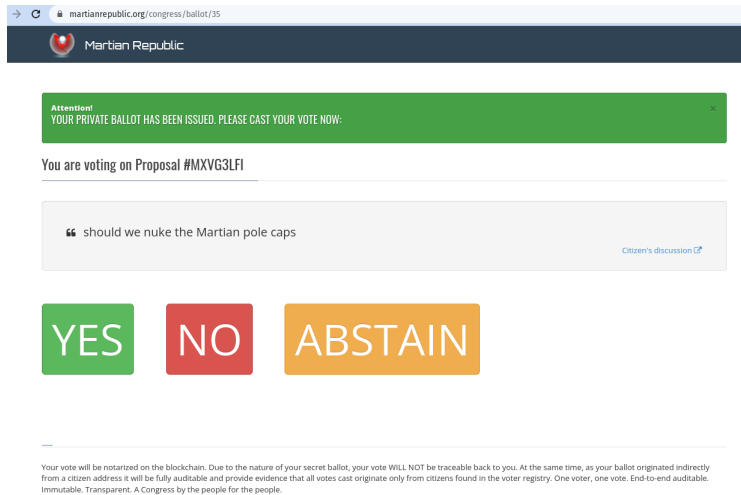 martianrepublic.org/congress/ballot/35
Martian Republic
Attention!
YOUR PRIVATE BALLOT HAS BEEN ISSUED. PLEASE CAST YOUR VOTE NOW:
×
You are voting on Proposal #MXVG3LFI
❝ should we nuke the Martian pole caps
Citizen's discussion
YES NO ABSTAIN
Your vote will be notarized on the blockchain. Due to the nature of your secret ballot, your vote WILL NOT be traceable back to you. At the same time, as your ballot originated indirectly
from a citizen address it will be fully auditable and provide evidence that all votes cast originate only from citizens found in the voter registry. One voter, one vote. End-to-end auditable.
Immutable. Transparent. A Congress by the people for the people.